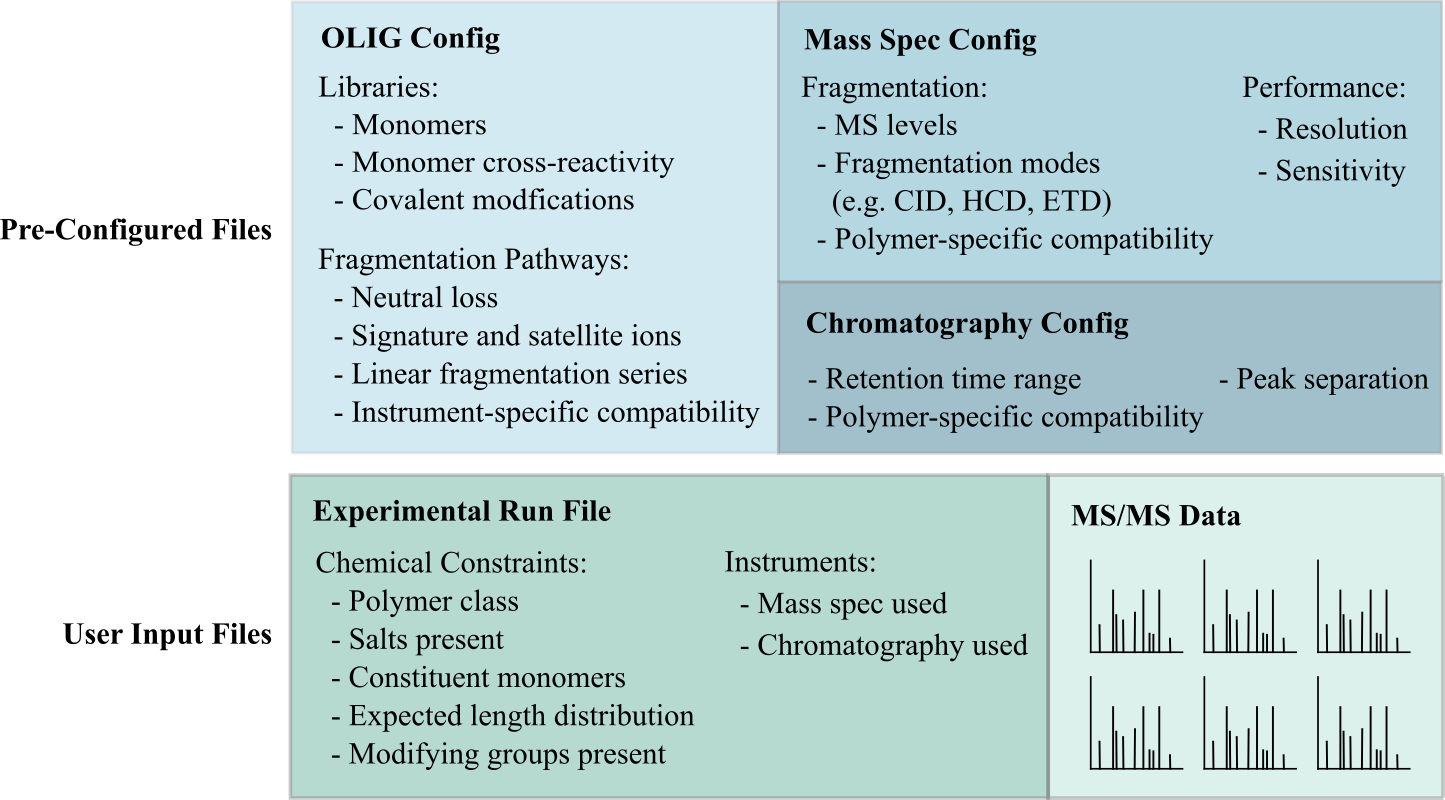 Pre-Configured Files
OLIG Config
Libraries:
- Monomers
- Monomer cross-reactivity
- Covalent modfications
Fragmentation Pathways:
- Neutral loss
- Signature and satellite ions
- Linear fragmentation series
- Instrument-specific compatibility
Mass Spec Config
Fragmentation:
- MS levels
- Fragmentation modes
(e.g. CID, HCD, ETD)
- Polymer-specific compatibility
Performance:
- Resolution
- Sensitivity
Chromatography Config
- Retention time range
- Polymer-specific compatibility
- Peak separation
User Input Files
Experimental Run File
Chemical Constraints:
- Polymer class
- Salts present
- Constituent monomers
- Expected length distribution
- Modifying groups present
Instruments:
- Mass spec used
- Chromatography used
MS/MS Data